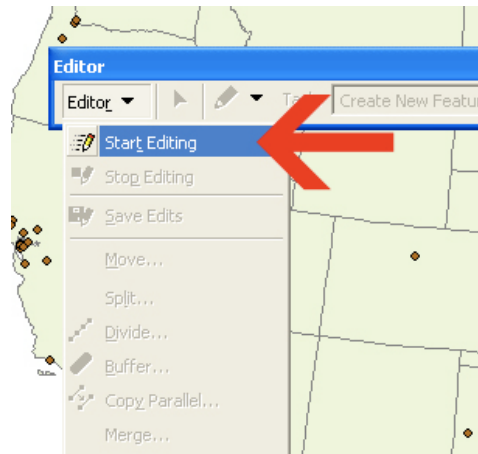 Editor
Editor
Create New Featu
Start Editing
Stop Editing
Save Edits
Move...
Split...
Divide...
Buffer...
Copy Parallel...
Merge...